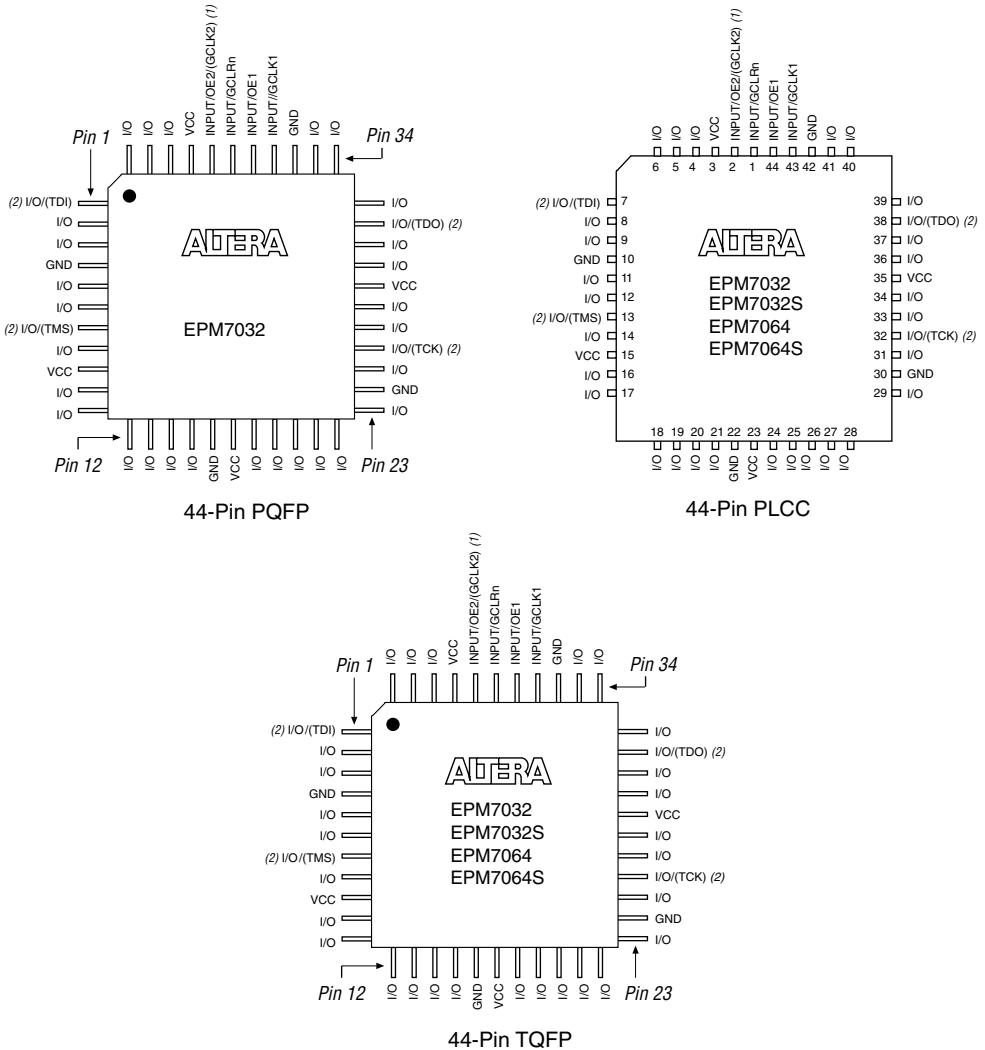 I/O
I/O
I/O
VCC
INPUT/OE2/(GCLK2) (1)
INPUT/GCLRn
INPUT/OE1
INPUT//GCLK1
GND
I/O
I/O
Pin 1
Pin 34
(2) I/O/(TDI)
I/O
I/O
GND
I/O
I/O
(2) I/O/(TMS)
I/O
VCC
I/O
I/O
ALTERA
EPM7032
I/O
I/O/(TDO) (2)
I/O
I/O
VCC
I/O
I/O
I/O/(TCK) (2)
I/O
GND
I/O
Pin 12
Pin 23
I/O
I/O
I/O
I/O
GND
VCC
I/O
I/O
I/O
I/O
I/O
44-Pin PQFP
I/O
I/O
I/O
VCC
INPUT/OE2/(GCLK2) (1)
INPUT/GCLRn
INPUT/OE1
INPUT/GCLK1
GND
I/O
I/O
6 5 4 3 2 1 44 43 42 41 40
(2) I/O/(TDI) 7
I/O 8
I/O 9
GND 10
I/O 11
I/O 12
(2) I/O/(TMS) 13
I/O 14
VCC 15
I/O 16
I/O 17
ALTERA
EPM7032
EPM7032S
EPM7064
EPM7064S
39 I/O
38 I/O/(TDO) (2)
37 I/O
36 I/O
35 VCC
34 I/O
33 I/O
32 I/O/(TCK) (2)
31 I/O
30 GND
29 I/O
18 19 20 21 22 23 24 25 26 27 28
I/O
I/O
I/O
I/O
GND
VCC
I/O
I/O
I/O
I/O
I/O
44-Pin PLCC
I/O
I/O
I/O
VCC
INPUT/OE2/(GCLK2) (1)
INPUT/GCLRn
INPUT/OE1
INPUT/GCLK1
GND
I/O
I/O
Pin 1
Pin 34
(2) I/O/(TDI)
I/O
I/O
GND
I/O
I/O
(2) I/O/(TMS)
I/O
VCC
I/O
I/O
ALTERA
EPM7032
EPM7032S
EPM7064
EPM7064S
I/O
I/O/(TDO) (2)
I/O
I/O
VCC
I/O
I/O
I/O/(TCK) (2)
I/O
GND
I/O
Pin 12
Pin 23
I/O
I/O
I/O
I/O
GND
VCC
I/O
I/O
I/O
I/O
I/O
44-Pin TQFP